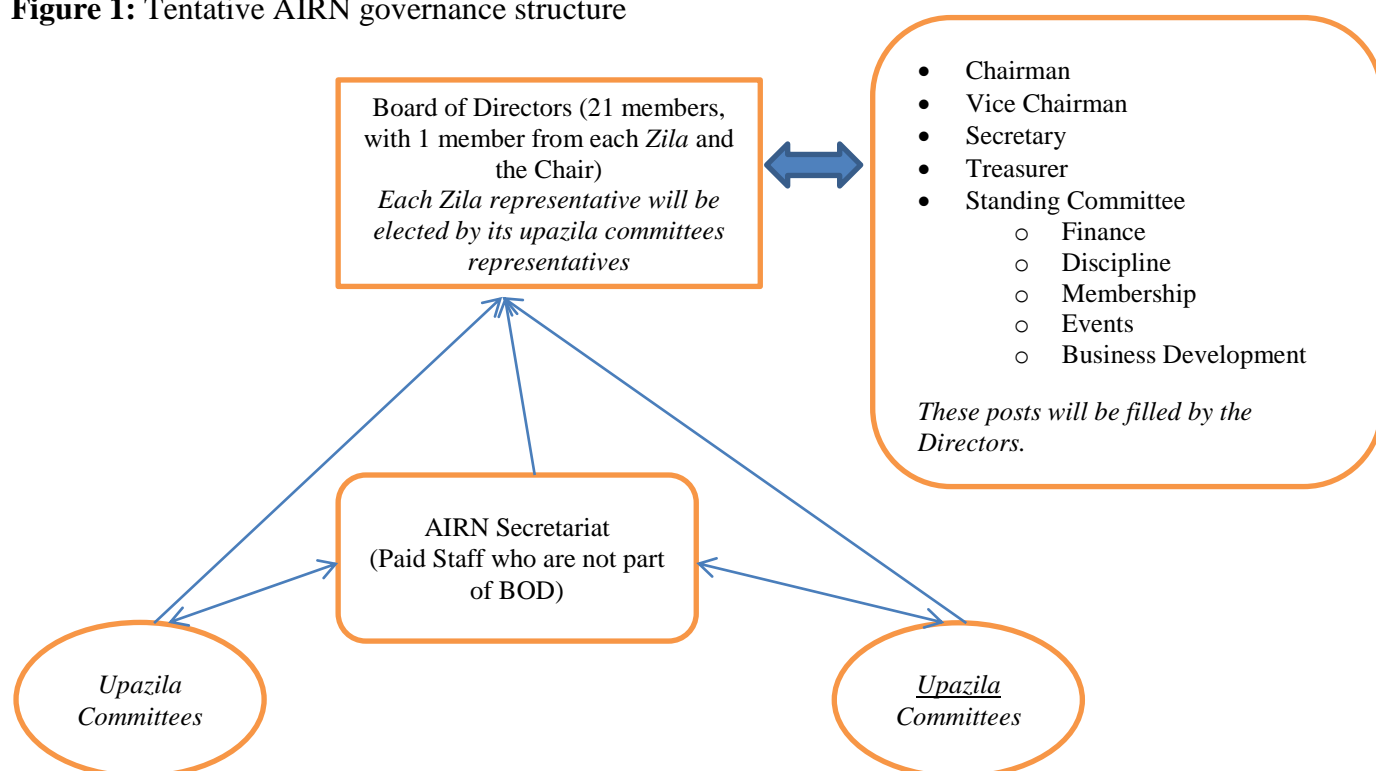 Figure 1: Tentative AIRN governance structure
Board of Directors (21 members,
with 1 member from each Zila and
the Chair)
Each Zila representative will be
elected by its upazila committees
representatives
• Chairman
• Vice Chairman
• Secretary
• Treasurer
• Standing Committee
o Finance
o Discipline
o Membership
o Events
o Business Development
These posts will be filled by the
Directors.
AIRN Secretariat
(Paid Staff who are not part
of BOD)
Upazila
Committees
Upazila
Committees